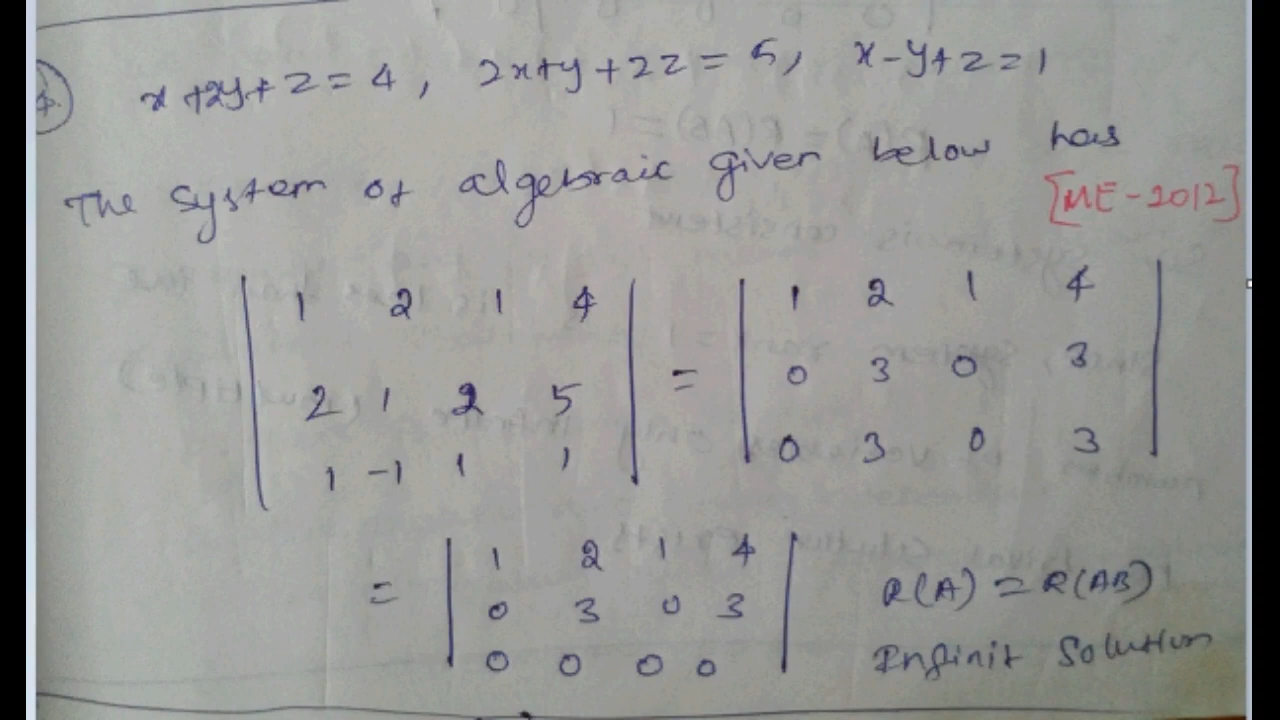 4.
x+2y+z=4, 2x+y+2z=5, x-y+z=1
The system of algebraic given below has
[ME-2012]
1 2 1 4 = 1 2 1 4
2 1 2 5 0 3 0 3
1 -1 1 1 0 3 0 3
= 1 2 1 4
0 3 0 3 R(A) = R(AB)
0 0 0 0 Infinit Solution